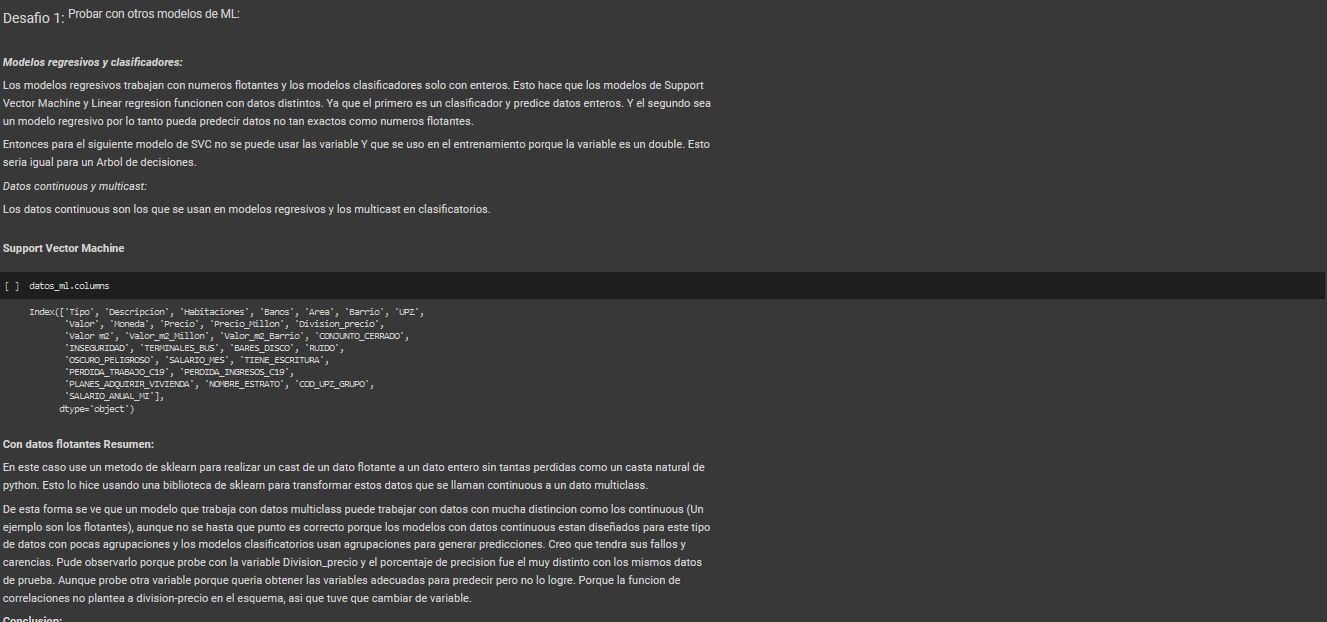 Desafio 1: Probar con otros modelos de ML:
Modelos regresivos y clasificadores:
Los modelos regresivos trabajan con numeros flotantes y los modelos clasificadores solo con enteros. Esto hace que los modelos de Support
Vector Machine y Linear regresion funcionen con datos distintos. Ya que el primero es un clasificador y predice datos enteros. Y el segundo sea
un modelo regresivo por lo tanto pueda predecir datos no tan exactos como numeros flotantes.
Entonces para el siguiente modelo de SVC no se puede usar las variable Y que se uso en el entrenamiento porque la variable es un double. Esto
seria igual para un Arbol de decisiones.
Datos continuous y multicast:
Los datos continuous son los que se usan en modelos regresivos y los multicast en clasificatorios.
Support Vector Machine
[ ] datos_ml.columns
Index(['Tipo', 'Descripcion', 'Habitaciones', 'Banos', 'Area', 'Barrio', 'UPZ',
'Valor', 'Moneda', 'Precio', 'Precio_Millon', 'Division_precio',
'Valor m2', 'Valor_m2_Millon', 'Valor_m2_Barrio', 'CONJUNTO_CERRADO',
'INSEGURIDAD', 'TERMINALES_BUS', 'BARES_DISCO', 'RUIDO',
'OSCURO_PELIGROSO', 'SALARIO_MES', 'TIENE_ESCRITURA',
'PERDIDA_TRABAJO_C19', 'PERDIDA_INGRESOS_C19',
'PLANES_ADQUIRIR_VIVIENDA', 'NOMBRE_ESTRATO', 'COD_UPZ_GRUPO',
'SALARIO_ANUAL_MI'],
dtype='object')
Con datos flotantes Resumen:
En este caso use un metodo de sklearn para realizar un cast de un dato flotante a un dato entero sin tantas perdidas como un casta natural de
python. Esto lo hice usando una biblioteca de sklearn para transformar estos datos que se llaman continuous a un dato multiclass.
De esta forma se ve que un modelo que trabaja con datos multiclass puede trabajar con datos con mucha distincion como los continuous (Un
ejemplo son los flotantes), aunque no se hasta que punto es correcto porque los modelos con datos continuous estan diseñados para este tipo
de datos con pocas agrupaciones y los modelos clasificatorios usan agrupaciones para generar predicciones. Creo que tendra sus fallos y
carencias. Pude observarlo porque probe con la variable Division_precio y el porcentaje de precision fue el muy distinto con los mismos datos
de prueba. Aunque probe otra variable porque queria obtener las variables adecuadas para predecir pero no lo logre. Porque la funcion de
correlaciones no plantea a division-precio en el esquema, asi que tuve que cambiar de variable.
Conclusion: